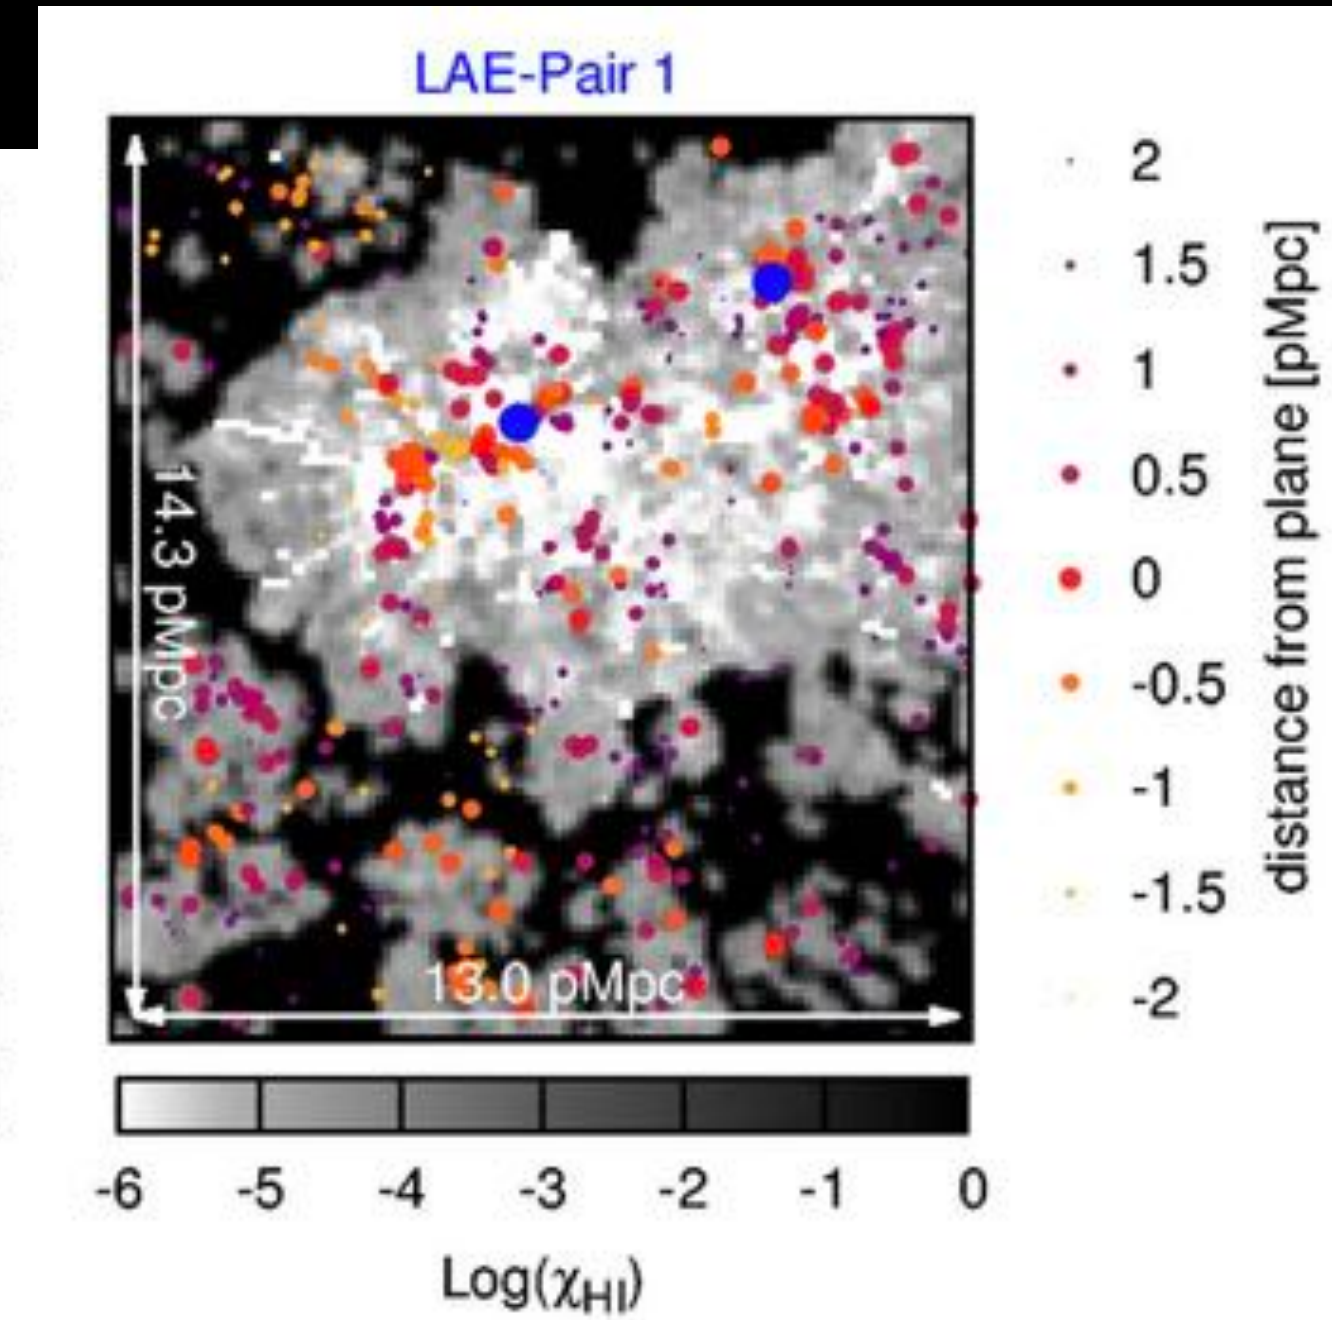 LAE-Pair 1
14.3 pMpc
13.0 pMpc
2
1.5
1
0.5
0
-0.5
-1
-1.5
-2
distance from plane [pMpc]
-6 -5 -4 -3 -2 -1 0
Log(χHI)